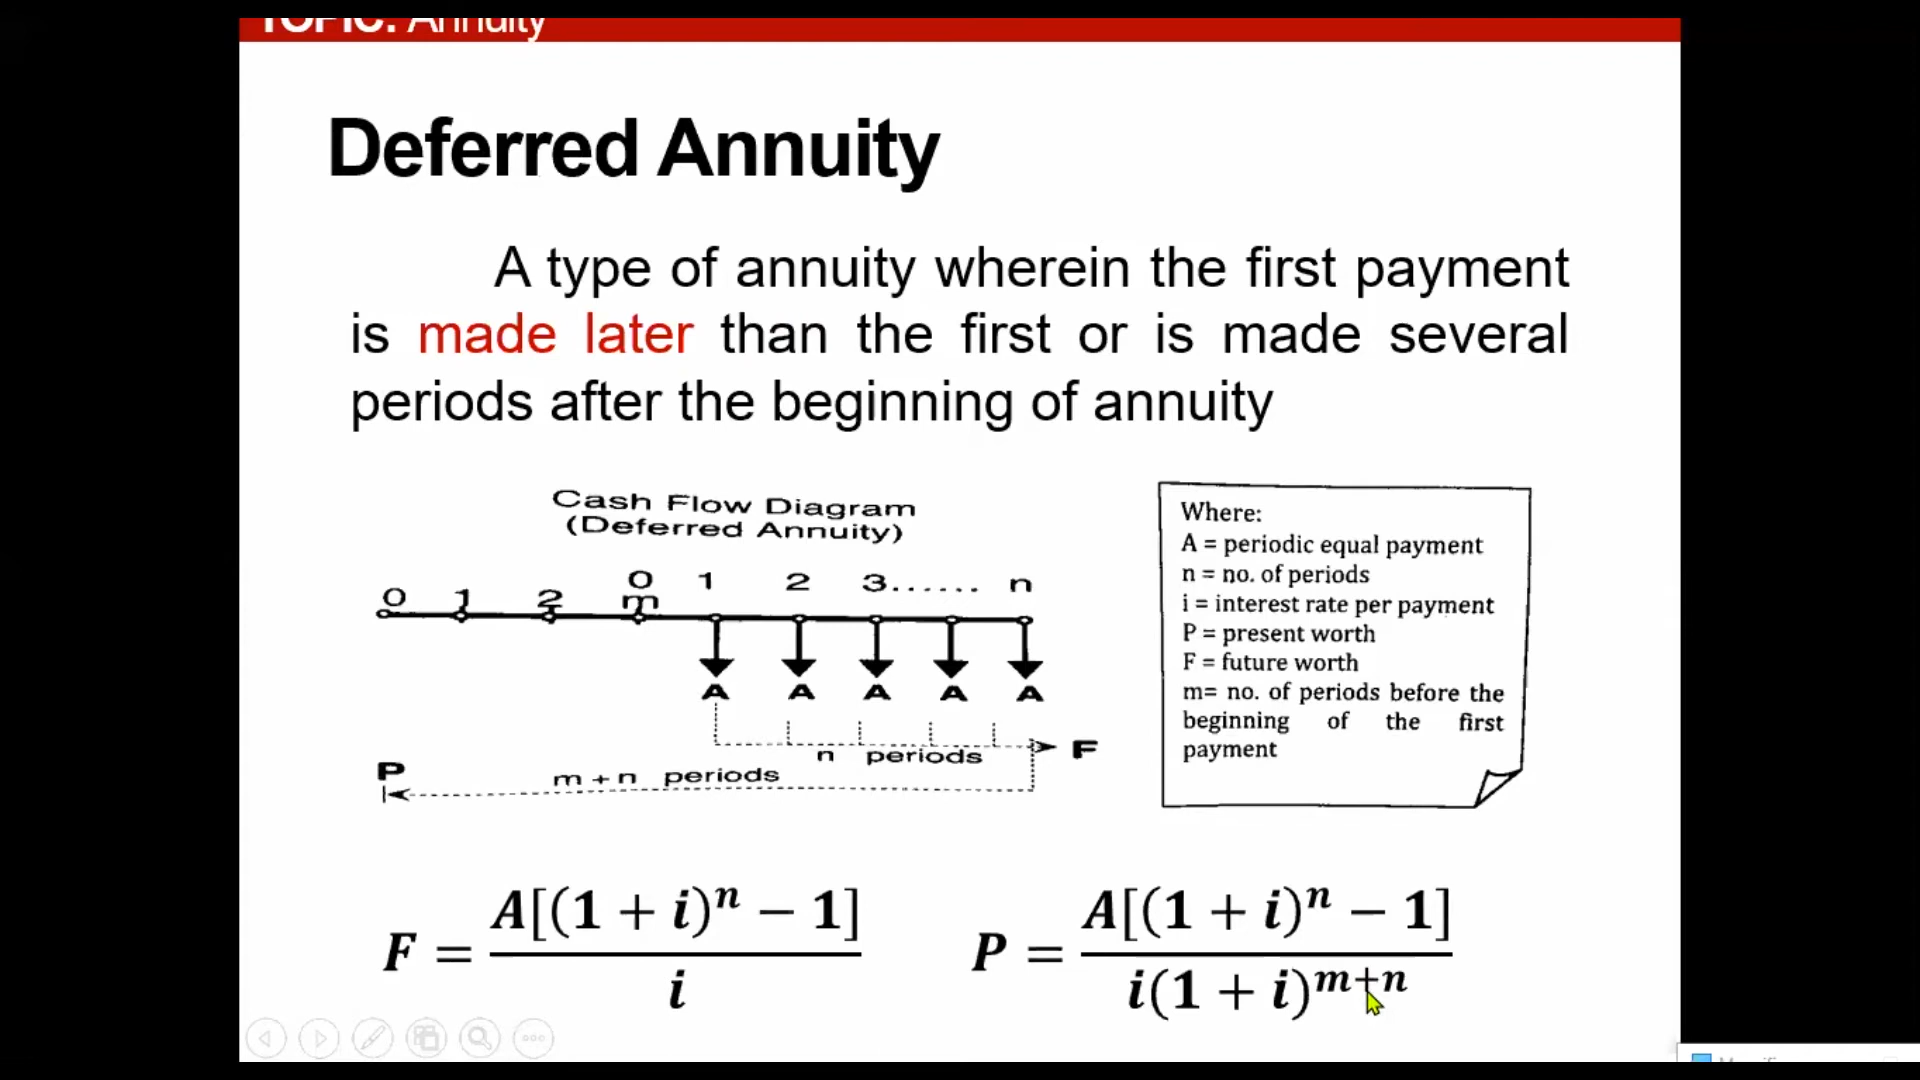 TOPIC: Annuity
Deferred Annuity
A type of annuity wherein the first payment
is made later than the first or is made several
periods after the beginning of annuity
Cash Flow Diagram
(Deferred Annuity)
0 1 2 0 1 2 3...... n
m
A A A A A
n periods
F
P
m + n periods
Where:
A = periodic equal payment
n = no. of periods
i = interest rate per payment
P = present worth
F = future worth
m= no. of periods before the
beginning of the first
payment
F = A[(1 + i)^n − 1] / i
P = A[(1 + i)^n − 1] / i(1 + i)^{m+n}